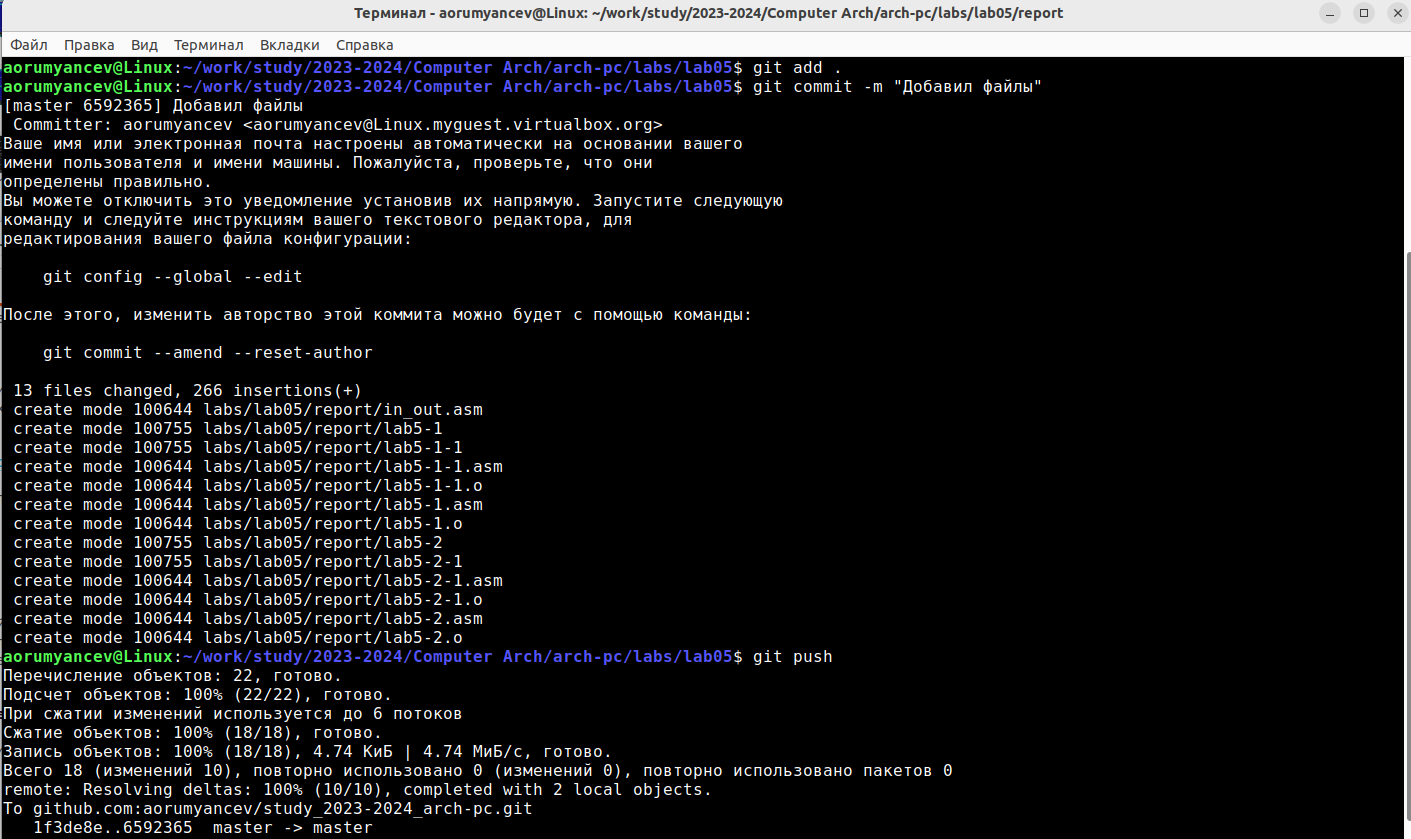 Терминал - aorumyancev@Linux: ~/work/study/2023-2024/Computer Arch/arch-pc/labs/lab05/report
Файл Правка Вид Терминал Вкладки Справка
aorumyancev@Linux:~/work/study/2023-2024/Computer Arch/arch-pc/labs/lab05$ git add .
aorumyancev@Linux:~/work/study/2023-2024/Computer Arch/arch-pc/labs/lab05$ git commit -m "Добавил файлы"
[master 6592365] Добавил файлы
 Committer: aorumyancev <aorumyancev@Linux.myguest.virtualbox.org>
Ваше имя или электронная почта настроены автоматически на основании вашего
имени пользователя и имени машины. Пожалуйста, проверьте, что они
определены правильно.
Вы можете отключить это уведомление установив их напрямую. Запустите следующую
команду и следуйте инструкциям вашего текстового редактора, для
редактирования вашего файла конфигурации:

    git config --global --edit

После этого, изменить авторство этой коммита можно будет с помощью команды:

    git commit --amend --reset-author

 13 files changed, 266 insertions(+)
 create mode 100644 labs/lab05/report/in_out.asm
 create mode 100755 labs/lab05/report/lab5-1
 create mode 100755 labs/lab05/report/lab5-1-1
 create mode 100644 labs/lab05/report/lab5-1-1.asm
 create mode 100644 labs/lab05/report/lab5-1-1.o
 create mode 100644 labs/lab05/report/lab5-1.asm
 create mode 100644 labs/lab05/report/lab5-1.o
 create mode 100755 labs/lab05/report/lab5-2
 create mode 100755 labs/lab05/report/lab5-2-1
 create mode 100644 labs/lab05/report/lab5-2-1.asm
 create mode 100644 labs/lab05/report/lab5-2-1.o
 create mode 100644 labs/lab05/report/lab5-2.asm
 create mode 100644 labs/lab05/report/lab5-2.o
aorumyancev@Linux:~/work/study/2023-2024/Computer Arch/arch-pc/labs/lab05$ git push
Перечисление объектов: 22, готово.
Подсчет объектов: 100% (22/22), готово.
При сжатии изменений используется до 6 потоков
Сжатие объектов: 100% (18/18), готово.
Запись объектов: 100% (18/18), 4.74 КиБ | 4.74 МиБ/с, готово.
Всего 18 (изменений 10), повторно использовано 0 (изменений 0), повторно использовано пакетов 0
remote: Resolving deltas: 100% (10/10), completed with 2 local objects.
To github.com:aorumyancev/study_2023-2024_arch-pc.git
   1f3de8e..6592365  master -> master